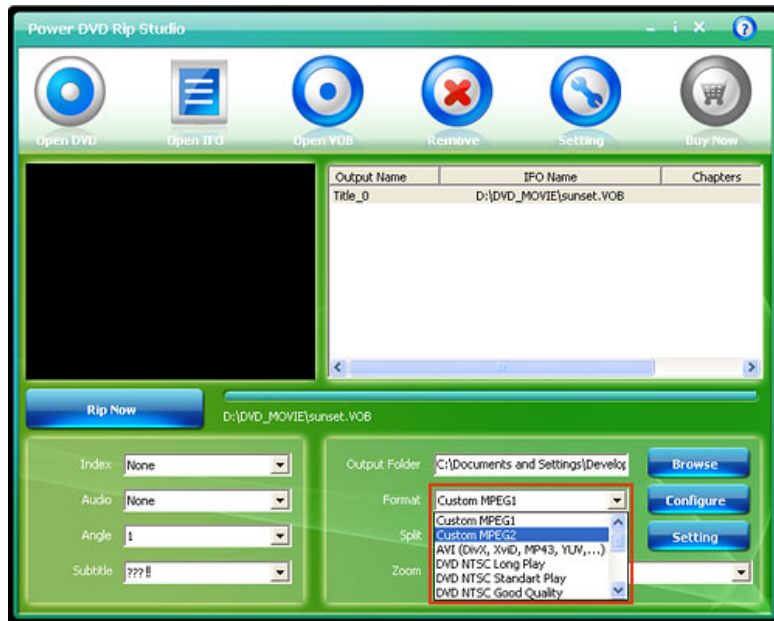 Power DVD Rip Studio
Open DVD Open IFO Open VOB Remove Setting Buy Now
Output Name IFO Name Chapters
Title_0 D:\DVD_MOVIE\sunset.VOB
Rip Now
D:\DVD_MOVIE\sunset.VOB
Index None
Audio None
Angle 1
Subtitle ???!!
Output Folder C:\Documents and Settings\Develop Browse
Format Custom MPEG1 Configure
Custom MPEG1
Split Custom MPEG2 Setting
AVI (DivX, XviD, MP43, YUV,...)
Zoom DVD NTSC Long Play
DVD NTSC Standart Play
DVD NTSC Good Quality